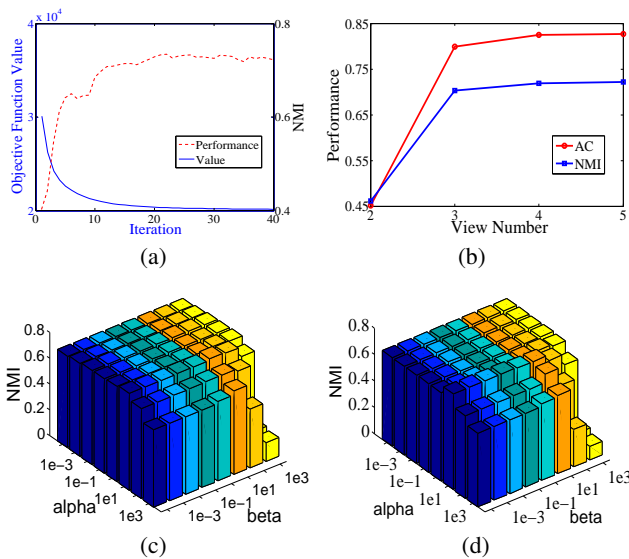 4 x 10^4
Objective Function Value
3
2
0.8
NMI
0.6
0.4
Performance
Value
0 10 20 30 40
Iteration
(a)
Performance
0.85
0.75
0.65
0.55
0.45
AC
NMI
2 3 4 5
View Number
(b)
NMI
0.8
0.6
0.4
0.2
0
1e-3
1e-1
1e1
1e3
alpha
1e-3
1e-1
1e1
1e3
beta
(c)
NMI
0.8
0.6
0.4
0.2
0
1e-3
1e-1
1e1
1e3
alpha
1e-3
1e-1
1e1
1e3
beta
(d)